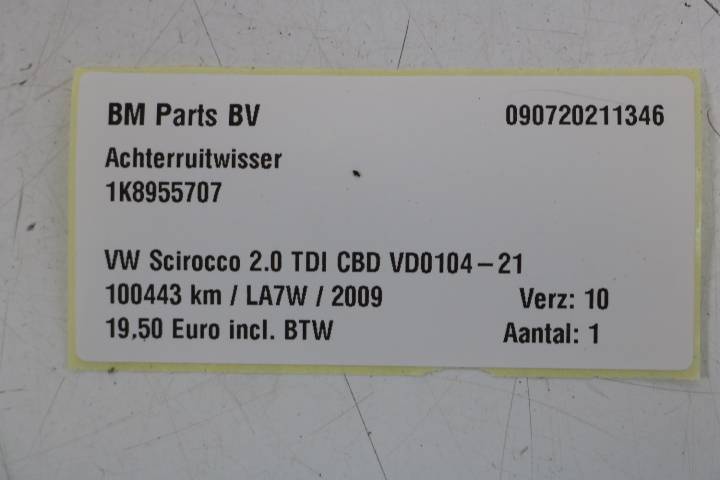 BM Parts BV 090720211346
Achterruitwisser
1K8955707
VW Scirocco 2.0 TDI CBD VD0104-21
100443 km / LA7W / 2009 Verz: 10
19,50 Euro incl. BTW Aantal: 1